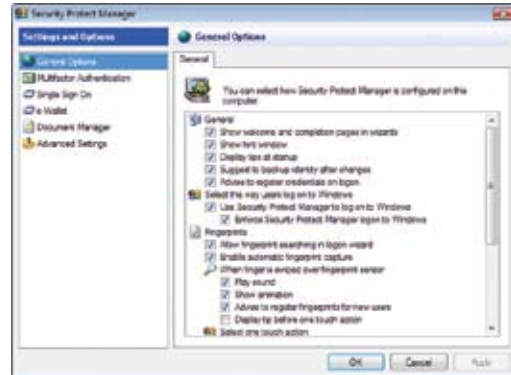 Security Protect Manager
Settings and Options
General Options
Multifactor Authentication
Single Sign On
e-Wallet
Document Manager
Advanced Settings
General Options
General
You can select how Security Protect Manager is configured on this
computer.
General
Show welcome and completion pages in wizards
Show hint window
Display tips at startup
Suggest to backup identity after changes
Advise to register credentials on logon
Select the way users log on to Windows
Use Security Protect Manager to log on to Windows
Enforce Security Protect Manager logon to Windows
Fingerprints
Allow fingerprint searching in logon wizard
Enable automatic fingerprint capture
When finger is swiped over fingerprint sensor
Play sound
Show animation
Advise to register fingerprints for new users
Display tip before one touch action
Select one touch action
OK
Cancel
Apply